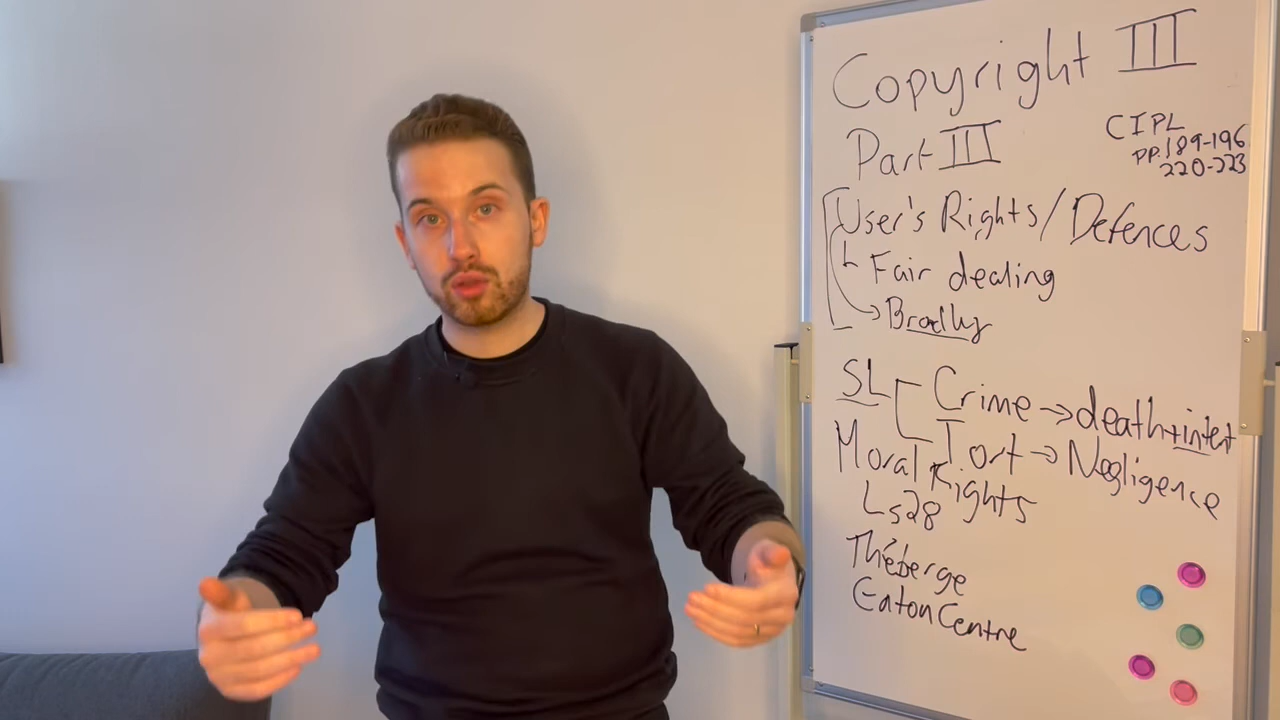 Copyright III
Part III
CIPL
pp.189-196
220-223
User's Rights/Defences
Fair dealing
Bradly
SL Crime → death+intent
Tort → Negligence
Moral Rights
s28
Théberge
Eaton Centre